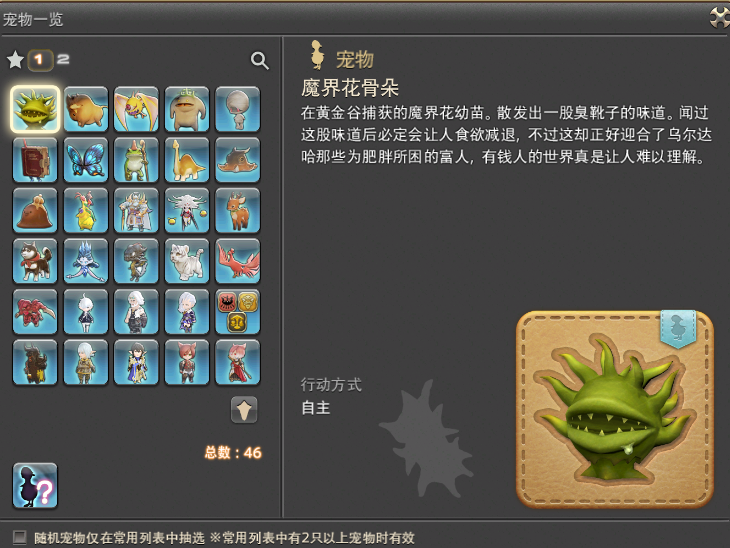 宠物一览
1 2
宠物
魔界花骨朵
在黄金谷捕获的魔界花幼苗。散发出一股臭靴子的味道。闻过
这股味道后必定会让人食欲减退，不过这却正好迎合了乌尔达
哈那些为肥胖所困的富人，有钱人的世界真是让人难以理解。
行动方式
自主
总数：46
?
随机宠物仅在常用列表中抽选 ※常用列表中有2只以上宠物时有效